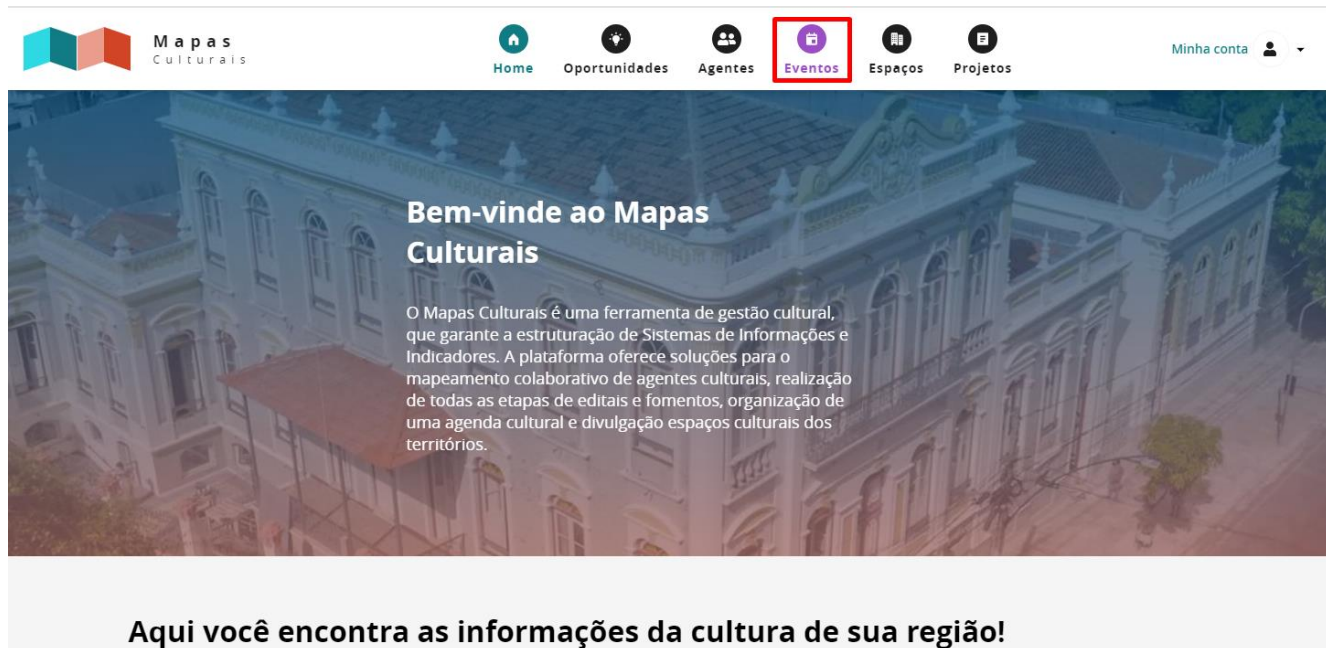 Mapas
Culturais
Home
Oportunidades
Agentes
Eventos
Espaços
Projetos
Minha conta
Bem-vinde ao Mapas
Culturais
O Mapas Culturais é uma ferramenta de gestão cultural,
que garante a estruturação de Sistemas de Informações e
Indicadores. A plataforma oferece soluções para o
mapeamento colaborativo de agentes culturais, realização
de todas as etapas de editais e fomentos, organização de
uma agenda cultural e divulgação espaços culturais dos
territórios.
Aqui você encontra as informações da cultura de sua região!